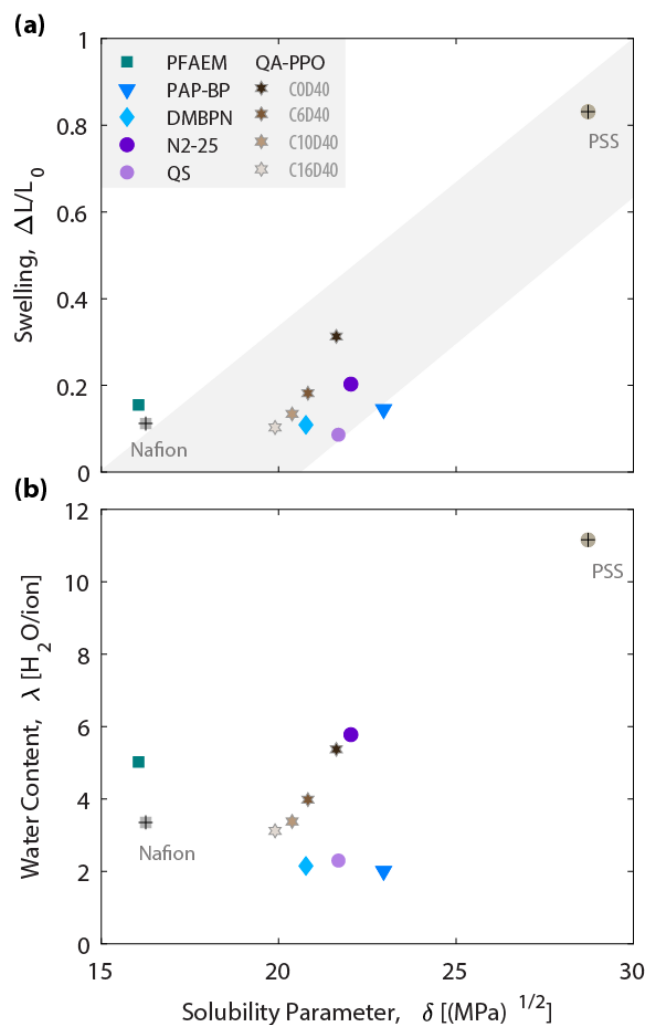 (a)
PFAEM QA-PPO
PAP-BP C0D40
DMBPN C6D40
N2-25 C10D40
QS C16D40
1
0.8
0.6
0.4
0.2
0
Swelling, ΔL/L0
PSS
Nafion
(b)
12
10
8
6
4
2
0
Water Content, λ [H2O/ion]
PSS
Nafion
15 20 25 30
Solubility Parameter, δ [(MPa) 1/2]